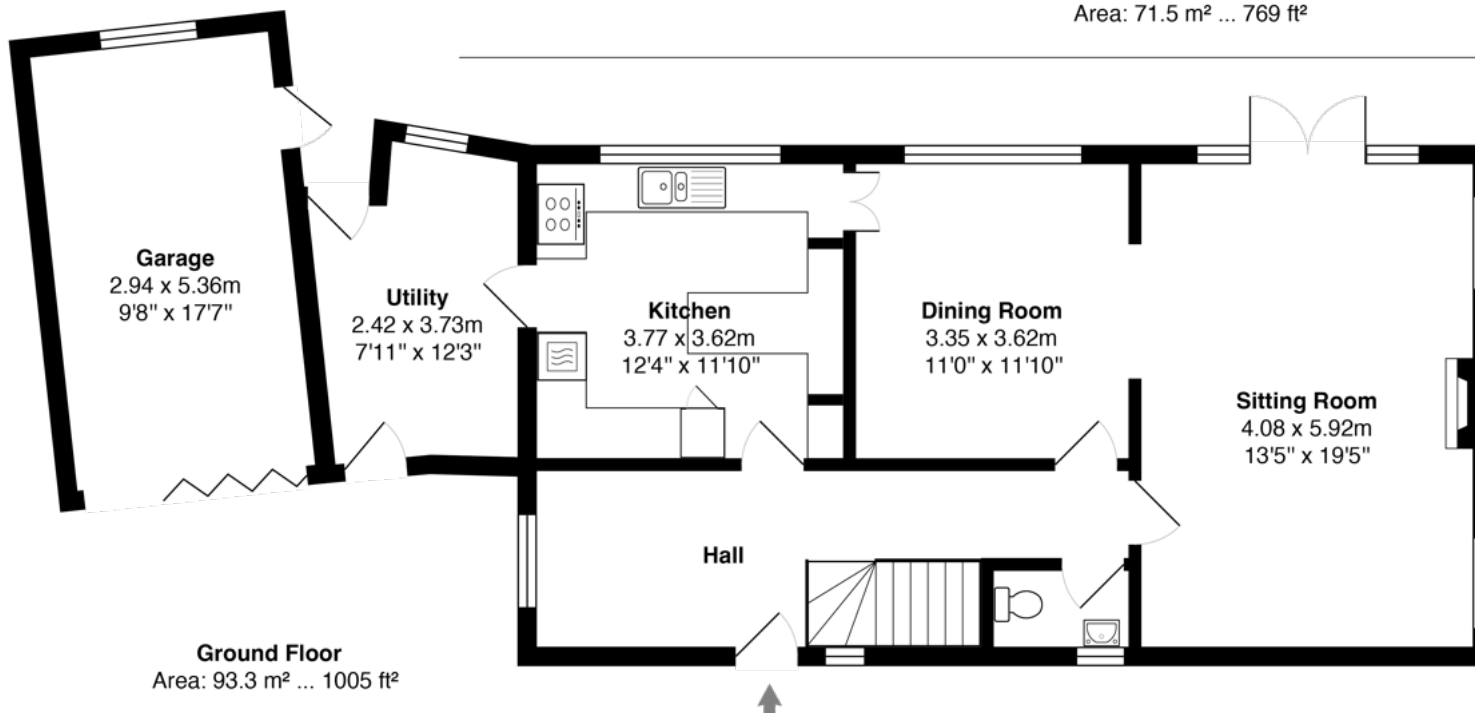 Area: 71.5 m² ... 769 ft²
Garage
2.94 x 5.36m
9'8" x 17'7"
Utility
2.42 x 3.73m
7'11" x 12'3"
Kitchen
3.77 x 3.62m
12'4" x 11'10"
Dining Room
3.35 x 3.62m
11'0" x 11'10"
Sitting Room
4.08 x 5.92m
13'5" x 19'5"
Hall
Ground Floor
Area: 93.3 m² ... 1005 ft²